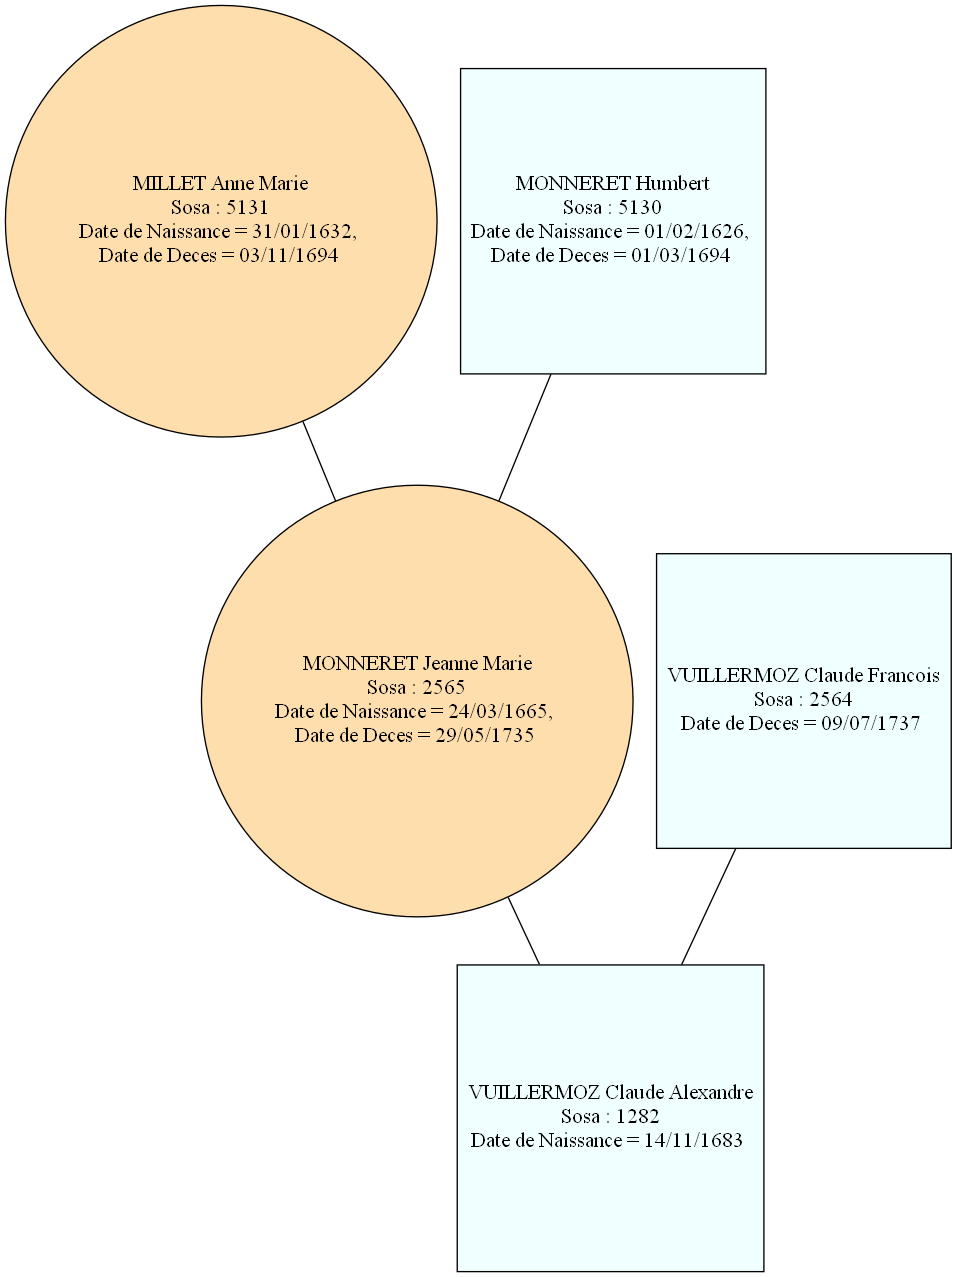 MILLET Anne Marie
Sosa : 5131
Date de Naissance = 31/01/1632,
Date de Deces = 03/11/1694
MONNERET Humbert
Sosa : 5130
Date de Naissance = 01/02/1626,
Date de Deces = 01/03/1694
MONNERET Jeanne Marie
Sosa : 2565
Date de Naissance = 24/03/1665,
Date de Deces = 29/05/1735
VUILLERMOZ Claude Francois
Sosa : 2564
Date de Deces = 09/07/1737
VUILLERMOZ Claude Alexandre
Sosa : 1282
Date de Naissance = 14/11/1683